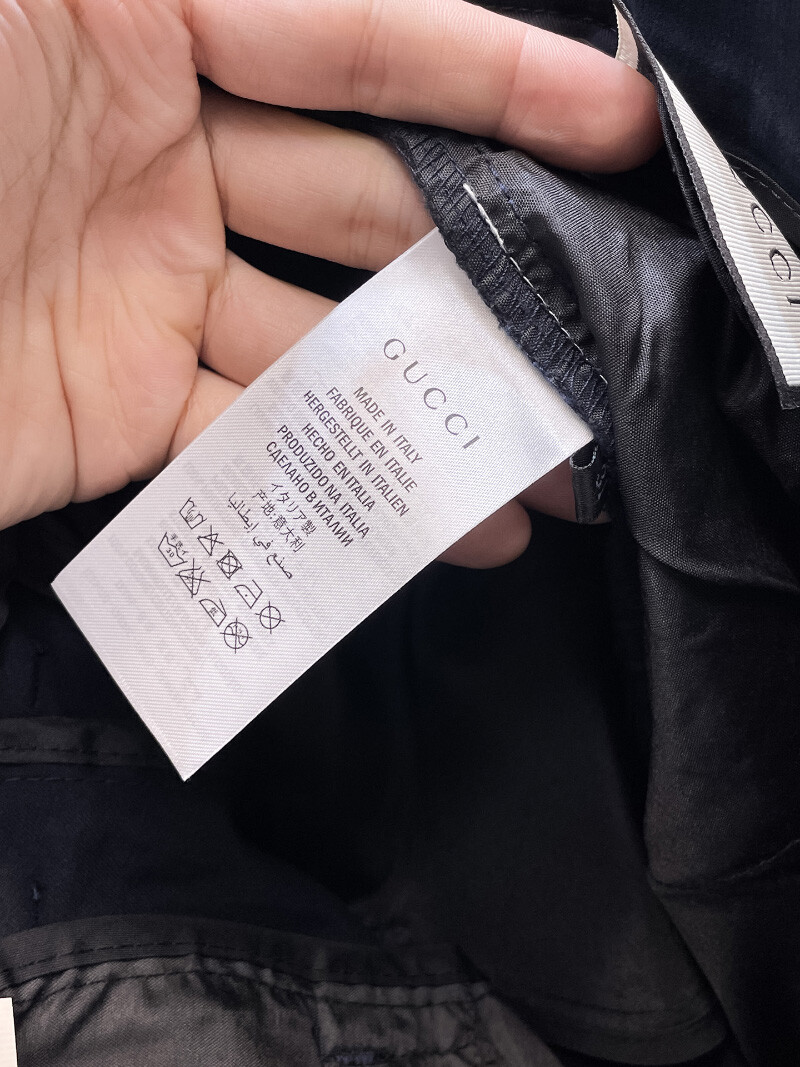 GUCCI
MADE IN ITALY
FABRIQUE EN ITALIE
HERGESTELLT IN ITALIEN
HECHO EN ITALIA
PRODUZIDO NA ITALIA
СДЕЛАНО В ИТАЛИИ
イタリア製
产地:意大利
صنع في إيطاليا
UCCI